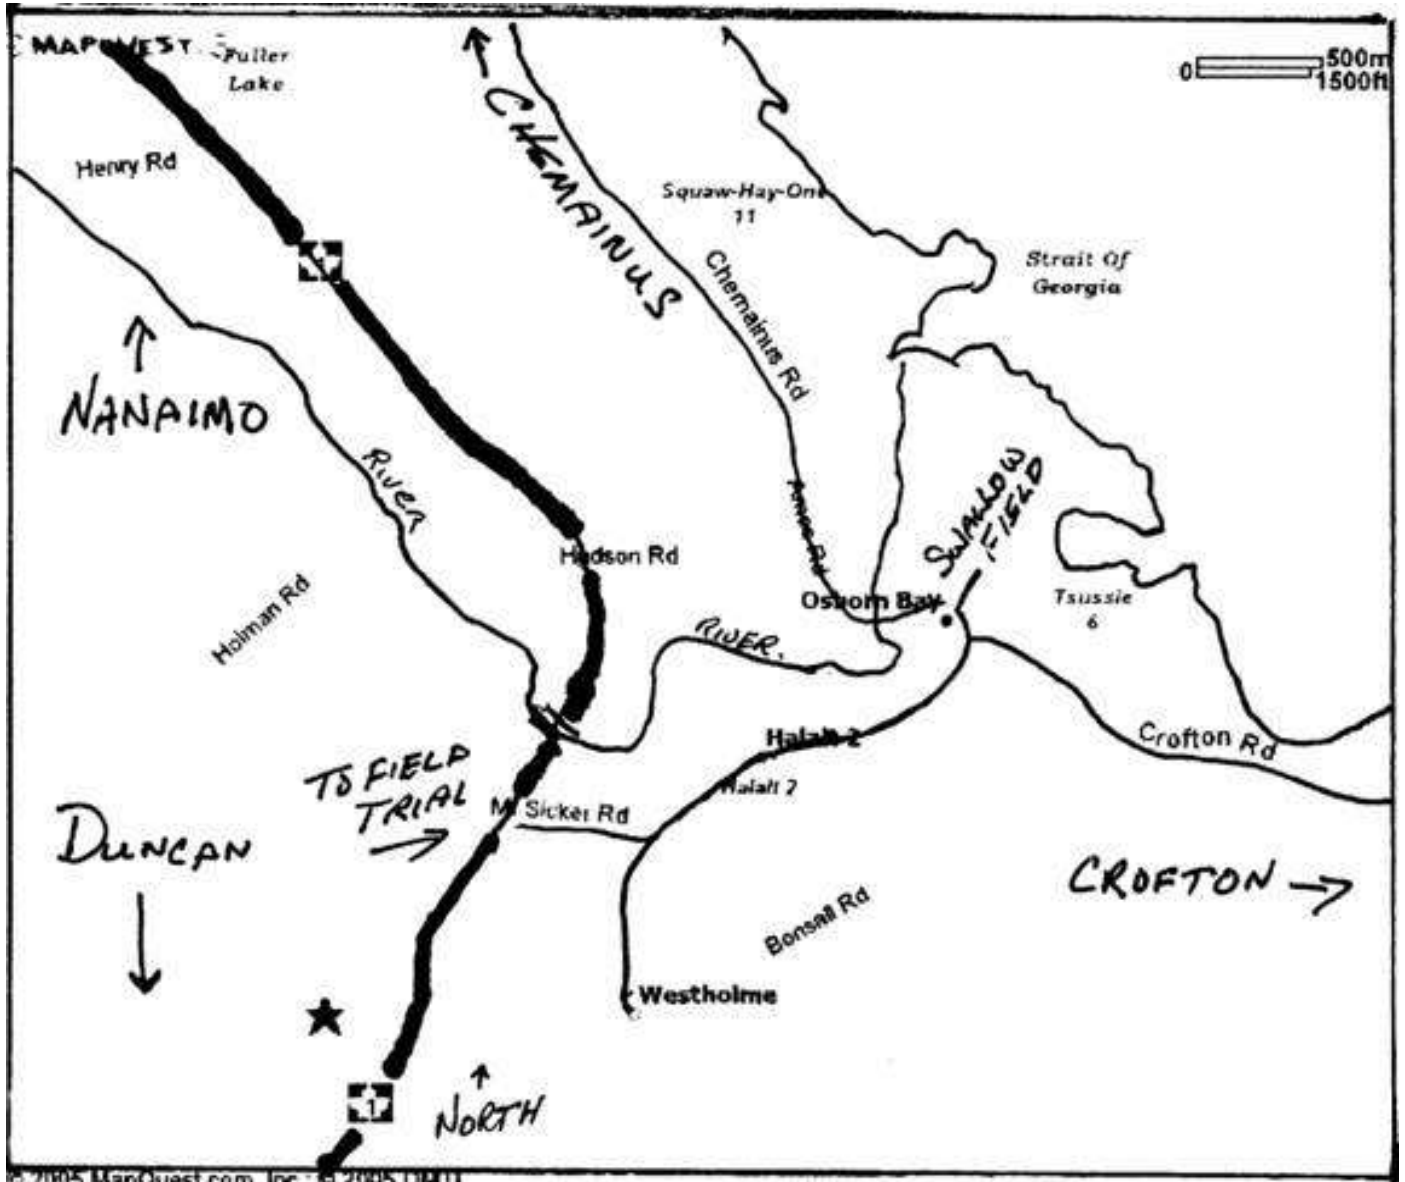 MAPQUEST
Fuller
Lake
500m
0
1500ft
Henry Rd
CHEMAINUS
Squaw-Hay-One
11
Strait Of
Georgia
1
Chemainus Rd
NANAIMO
RIVER
SWALLOW
FIELD
Hudson Rd
Holman Rd
Osborn Bay
Tsussie
6
RIVER.
Halalt 2
Halalt 2
Crofton Rd
TO FIELD
TRIAL
Mt Sicker Rd
DUNCAN
CROFTON
Bonsall Rd
Westholme
1
NORTH
© 2005 MapQuest.com, Inc.; © 2005